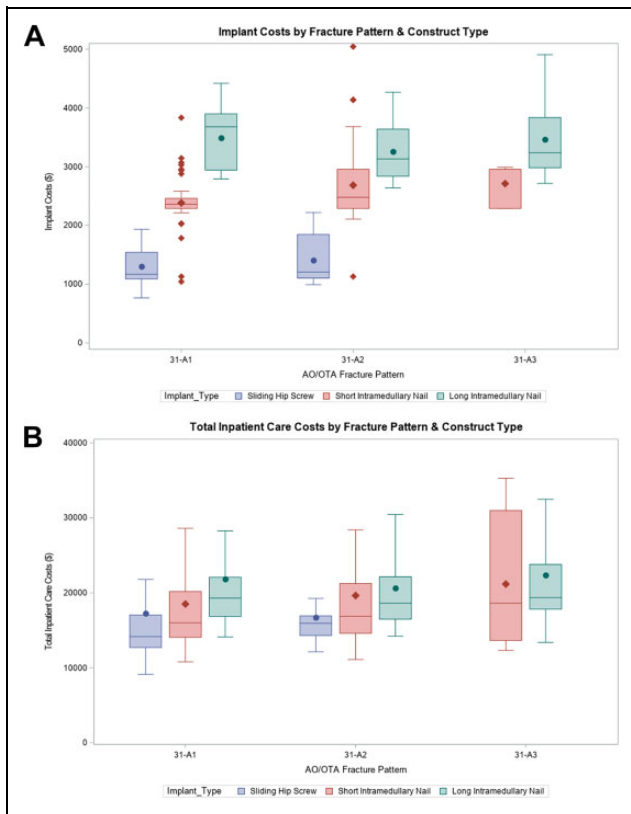 A
Implant Costs by Fracture Pattern & Construct Type
5000
4000
3000
2000
1000
0
Implant Costs ($)
31-A1 31-A2 31-A3
AO/OTA Fracture Pattern
Implant_Type Sliding Hip Screw Short Intramedullary Nail Long Intramedullary Nail
B
Total Inpatient Care Costs by Fracture Pattern & Construct Type
40000
30000
20000
10000
0
Total Inpatient Care Costs ($)
31-A1 31-A2 31-A3
AO/OTA Fracture Pattern
Implant_Type Sliding Hip Screw Short Intramedullary Nail Long Intramedullary Nail